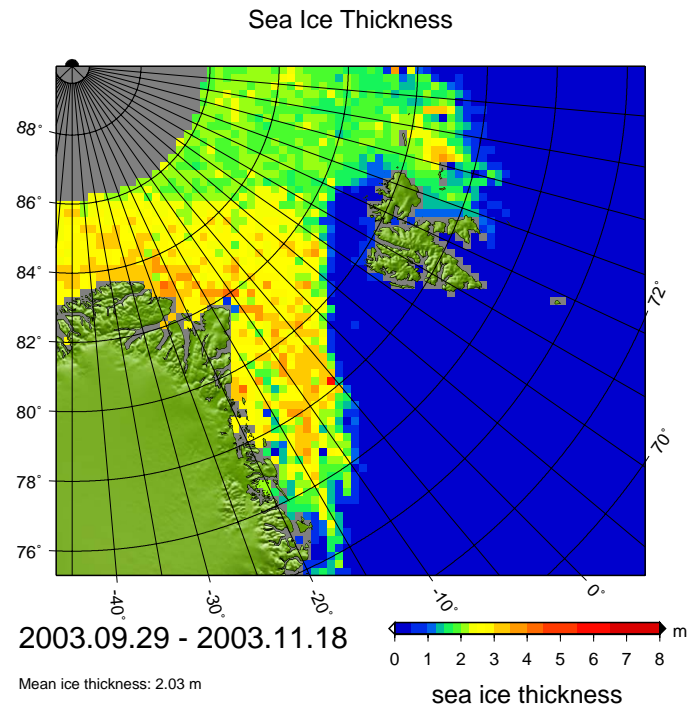 Sea Ice Thickness
88°
86°
84°
82°
80°
78°
76°
72°
70°
-40°
-30°
-20°
-10°
0°
2003.09.29 - 2003.11.18
m
0 1 2 3 4 5 6 7 8
Mean ice thickness: 2.03 m
sea ice thickness